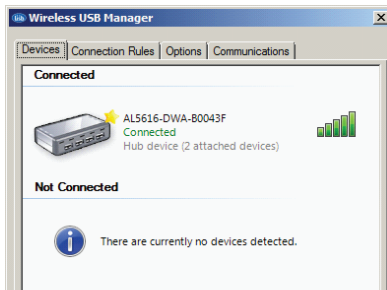 Wireless USB Manager
Devices Connection Rules Options Communications
Connected
AL5616-DWA-B0043F
Connected
Hub device (2 attached devices)
Not Connected
There are currently no devices detected.